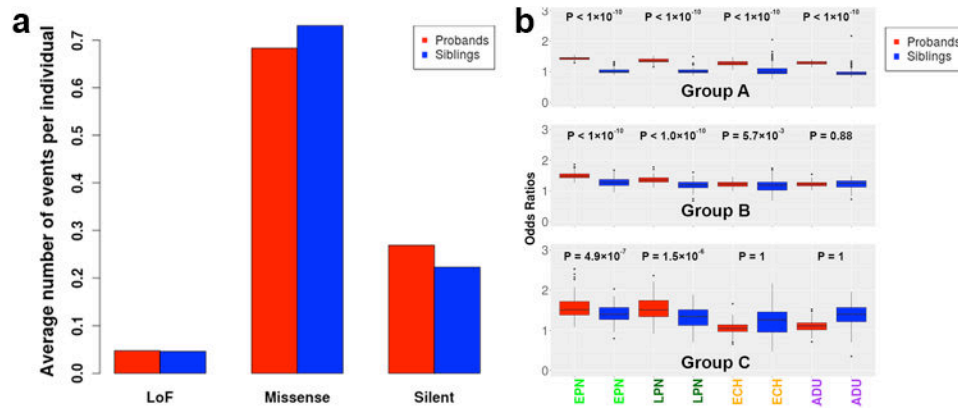 a
Average number of events per individual
0.7
0.6
0.5
0.4
0.3
0.2
0.1
0.0
Probands
Siblings
LoF Missense Silent
b
Probands
Siblings
Odds Ratios
P < 1×10-10 P < 1×10-10 P < 1×10-10 P < 1×10-10
3
2
1
0
Group A
P < 1×10-10 P < 1.0×10-10 P = 5.7×10-3 P = 0.88
3
2
1
0
Group B
P = 4.9×10-7 P = 1.5×10-6 P = 1 P = 1
3
2
1
0
Group C
EPN EPN LPN LPN ECH ECH ADU ADU